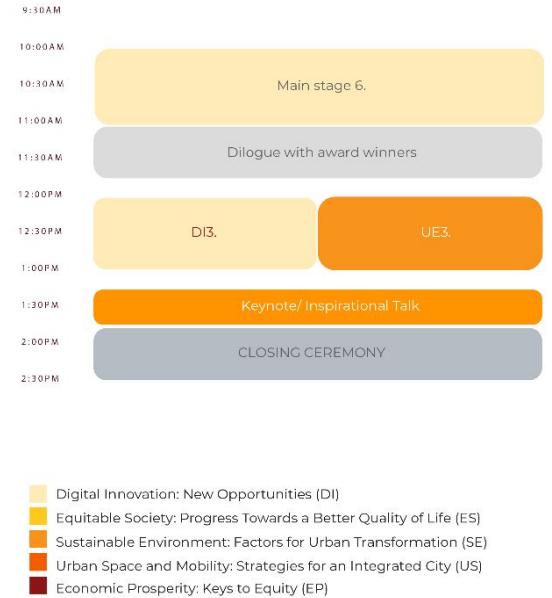 9:30AM
10:00AM
10:30AM
Main stage 6.
11:00AM
11:30AM
Dilogue with award winners
12:00PM
12:30PM
DI3.
UE3.
1:00PM
1:30PM
Keynote/ Inspirational Talk
2:00PM
CLOSING CEREMONY
2:30PM
Digital Innovation: New Opportunities (DI)
Equitable Society: Progress Towards a Better Quality of Life (ES)
Sustainable Environment: Factors for Urban Transformation (SE)
Urban Space and Mobility: Strategies for an Integrated City (US)
Economic Prosperity: Keys to Equity (EP)